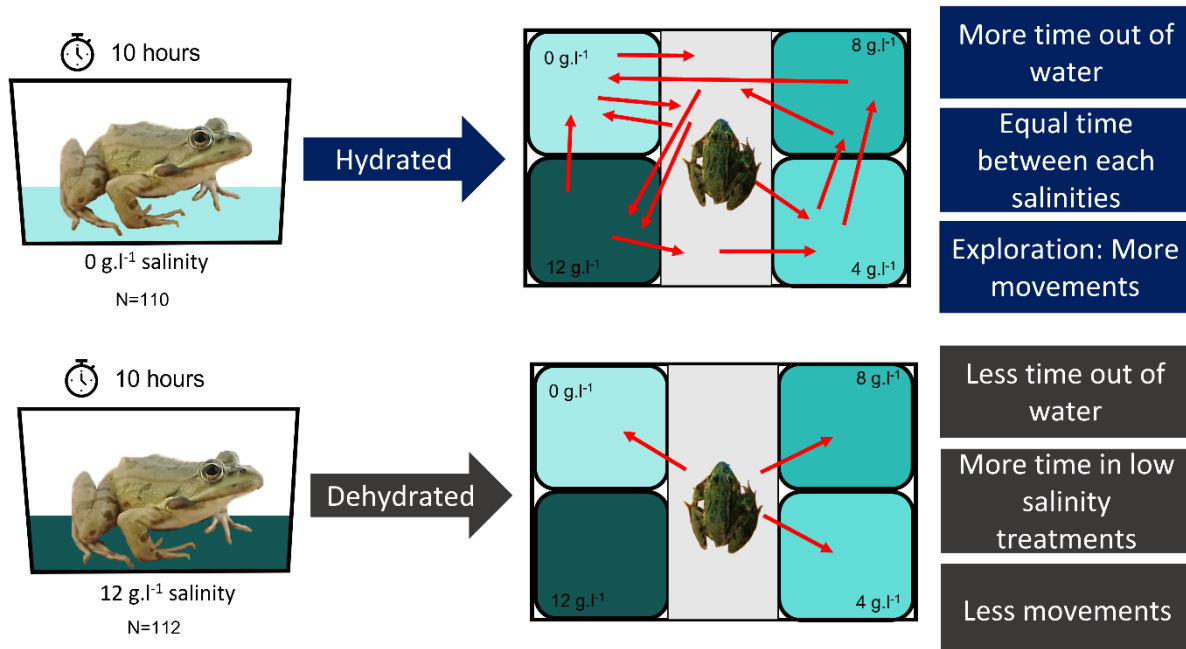 10 hours
0 g.l⁻¹ salinity
N=110
Hydrated
0 g.l⁻¹
8 g.l⁻¹
12 g.l⁻¹
4 g.l⁻¹
More time out of
water
Equal time
between each
salinities
Exploration: More
movements
10 hours
12 g.l⁻¹ salinity
N=112
Dehydrated
0 g.l⁻¹
8 g.l⁻¹
12 g.l⁻¹
4 g.l⁻¹
Less time out of
water
More time in low
salinity
treatments
Less movements